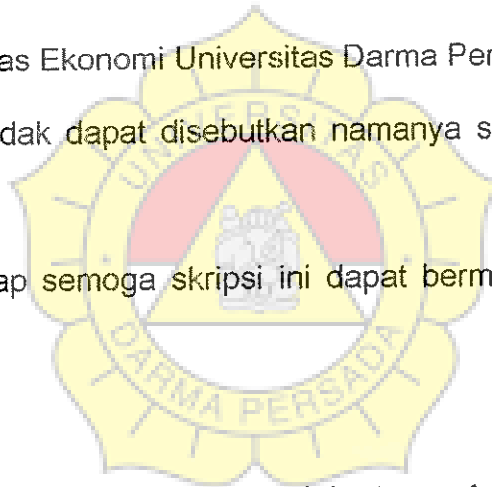 as Ekonomi Universitas Darma Per
dak dapat disebutkan namanya s
ap semoga skripsi ini dapat berm
UNIVERSITAS
DARMA PERSADA